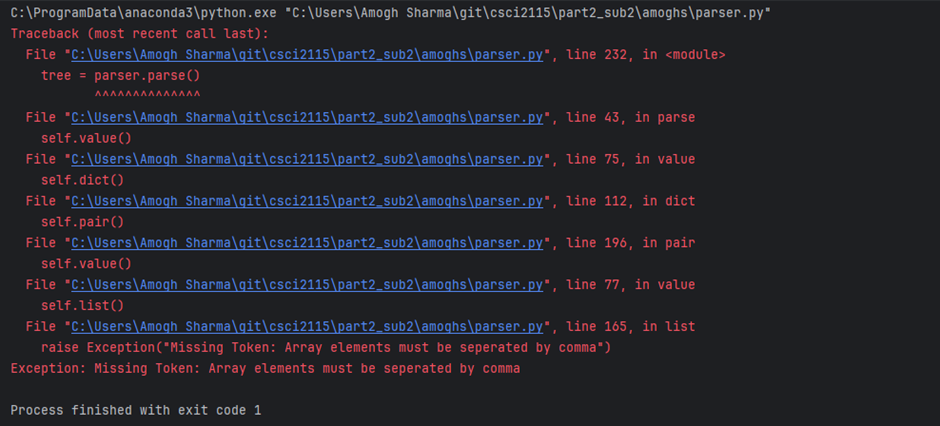 C:\ProgramData\anaconda3\python.exe "C:\Users\Amogh Sharma\git\csci2115\part2_sub2\amoghs\parser.py"
Traceback (most recent call last):
  File "C:\Users\Amogh Sharma\git\csci2115\part2_sub2\amoghs\parser.py", line 232, in <module>
    tree = parser.parse()
           ^^^^^^^^^^^^^^
  File "C:\Users\Amogh Sharma\git\csci2115\part2_sub2\amoghs\parser.py", line 43, in parse
    self.value()
  File "C:\Users\Amogh Sharma\git\csci2115\part2_sub2\amoghs\parser.py", line 75, in value
    self.dict()
  File "C:\Users\Amogh Sharma\git\csci2115\part2_sub2\amoghs\parser.py", line 112, in dict
    self.pair()
  File "C:\Users\Amogh Sharma\git\csci2115\part2_sub2\amoghs\parser.py", line 196, in pair
    self.value()
  File "C:\Users\Amogh Sharma\git\csci2115\part2_sub2\amoghs\parser.py", line 77, in value
    self.list()
  File "C:\Users\Amogh Sharma\git\csci2115\part2_sub2\amoghs\parser.py", line 165, in list
    raise Exception("Missing Token: Array elements must be seperated by comma")
Exception: Missing Token: Array elements must be seperated by comma

Process finished with exit code 1